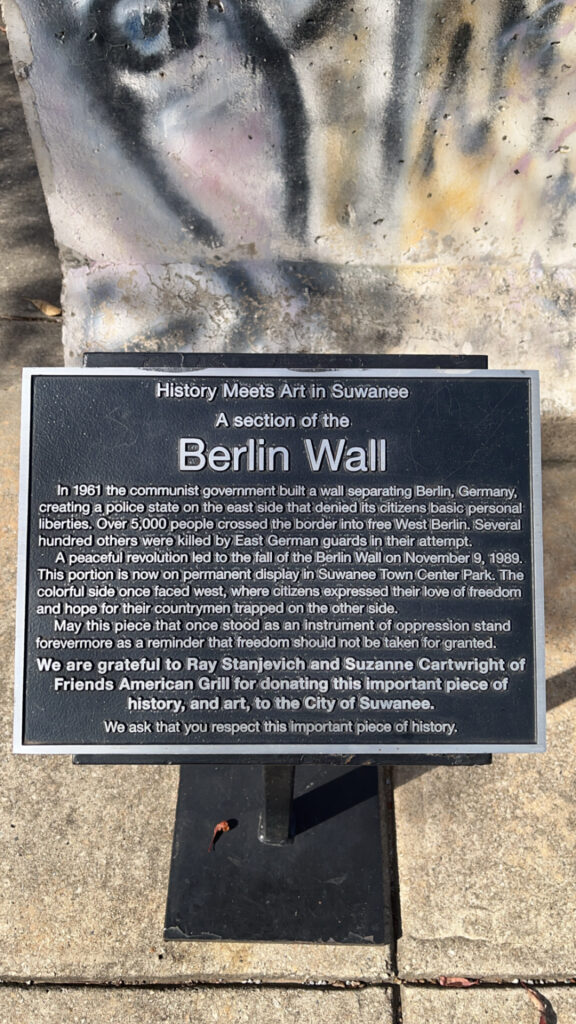 History Meets Art in Suwanee
A section of the
Berlin Wall
In 1961 the communist government built a wall separating Berlin, Germany,
creating a police state on the east side that denied its citizens basic personal
liberties. Over 5,000 people crossed the border into free West Berlin. Several
hundred others were killed by East German guards in their attempt.
A peaceful revolution led to the fall of the Berlin Wall on November 9, 1989.
This portion is now on permanent display in Suwanee Town Center Park. The
colorful side once faced west, where citizens expressed their love of freedom
and hope for their countrymen trapped on the other side.
May this piece that once stood as an instrument of oppression stand
forevermore as a reminder that freedom should not be taken for granted.
We are grateful to Ray Stanjevich and Suzanne Cartwright of
Friends American Grill for donating this important piece of
history, and art, to the City of Suwanee.
We ask that you respect this important piece of history.